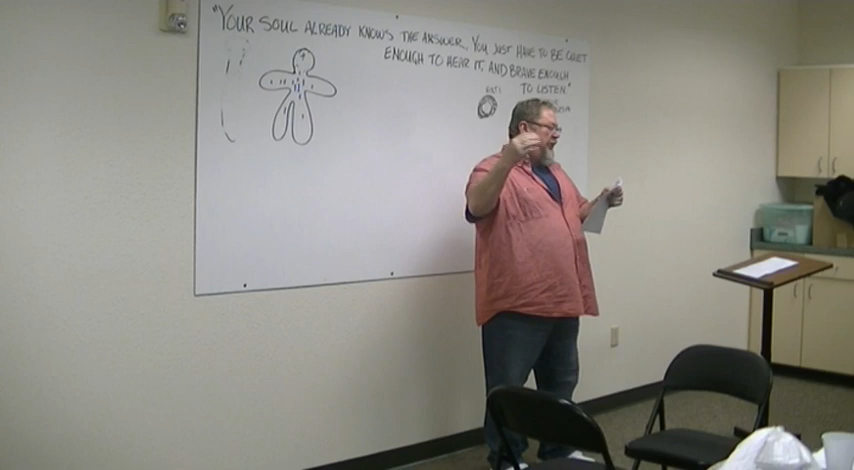 "YOUR SOUL ALREADY KNOWS THE ANSWER. YOU JUST HAVE TO BE QUIET
ENOUGH TO HEAR IT, AND BRAVE ENOUGH
TO LISTEN."